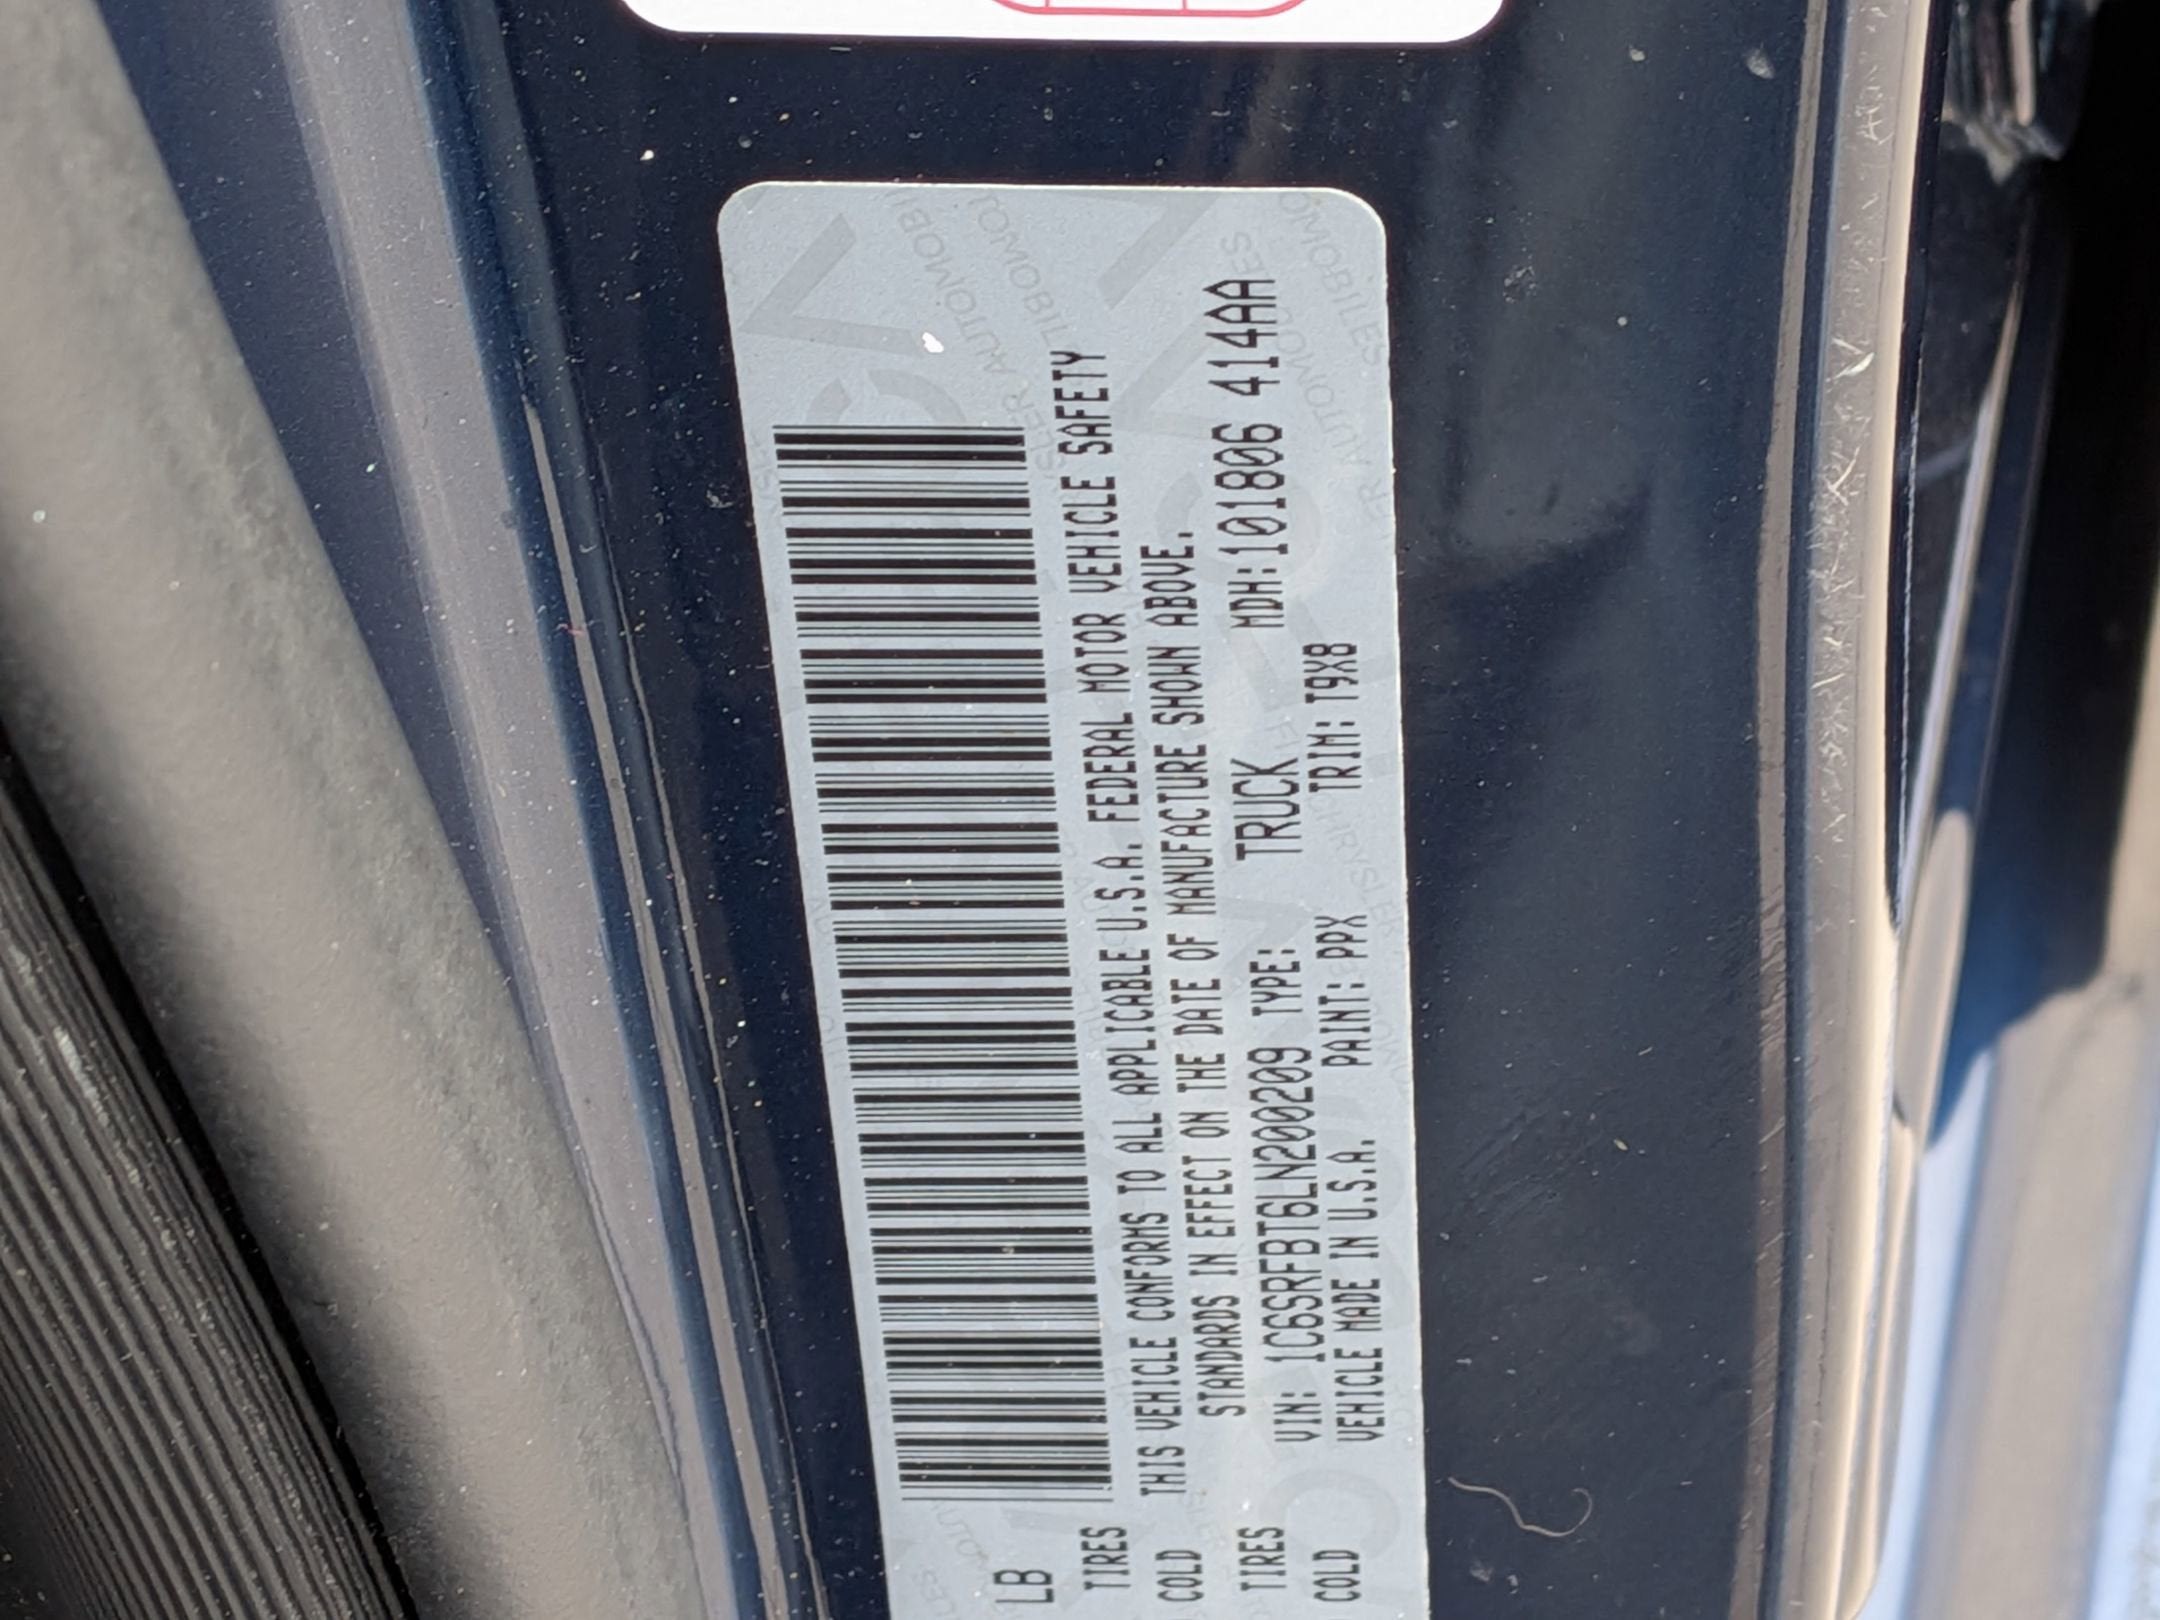 LB
TIRES
COLD
THIS VEHICLE CONFORMS TO ALL APPLICABLE U.S.A. FEDERAL MOTOR VEHICLE SAFETY
STANDARDS IN EFFECT ON THE DATE OF MANUFACTURE SHOWN ABOVE.
TIRES
COLD
VIN: 1C6SRFBT6LN200209 TYPE: TRUCK MDH:101806 414AA
VEHICLE MADE IN U.S.A. PAINT: PPX TRIM: T9X8